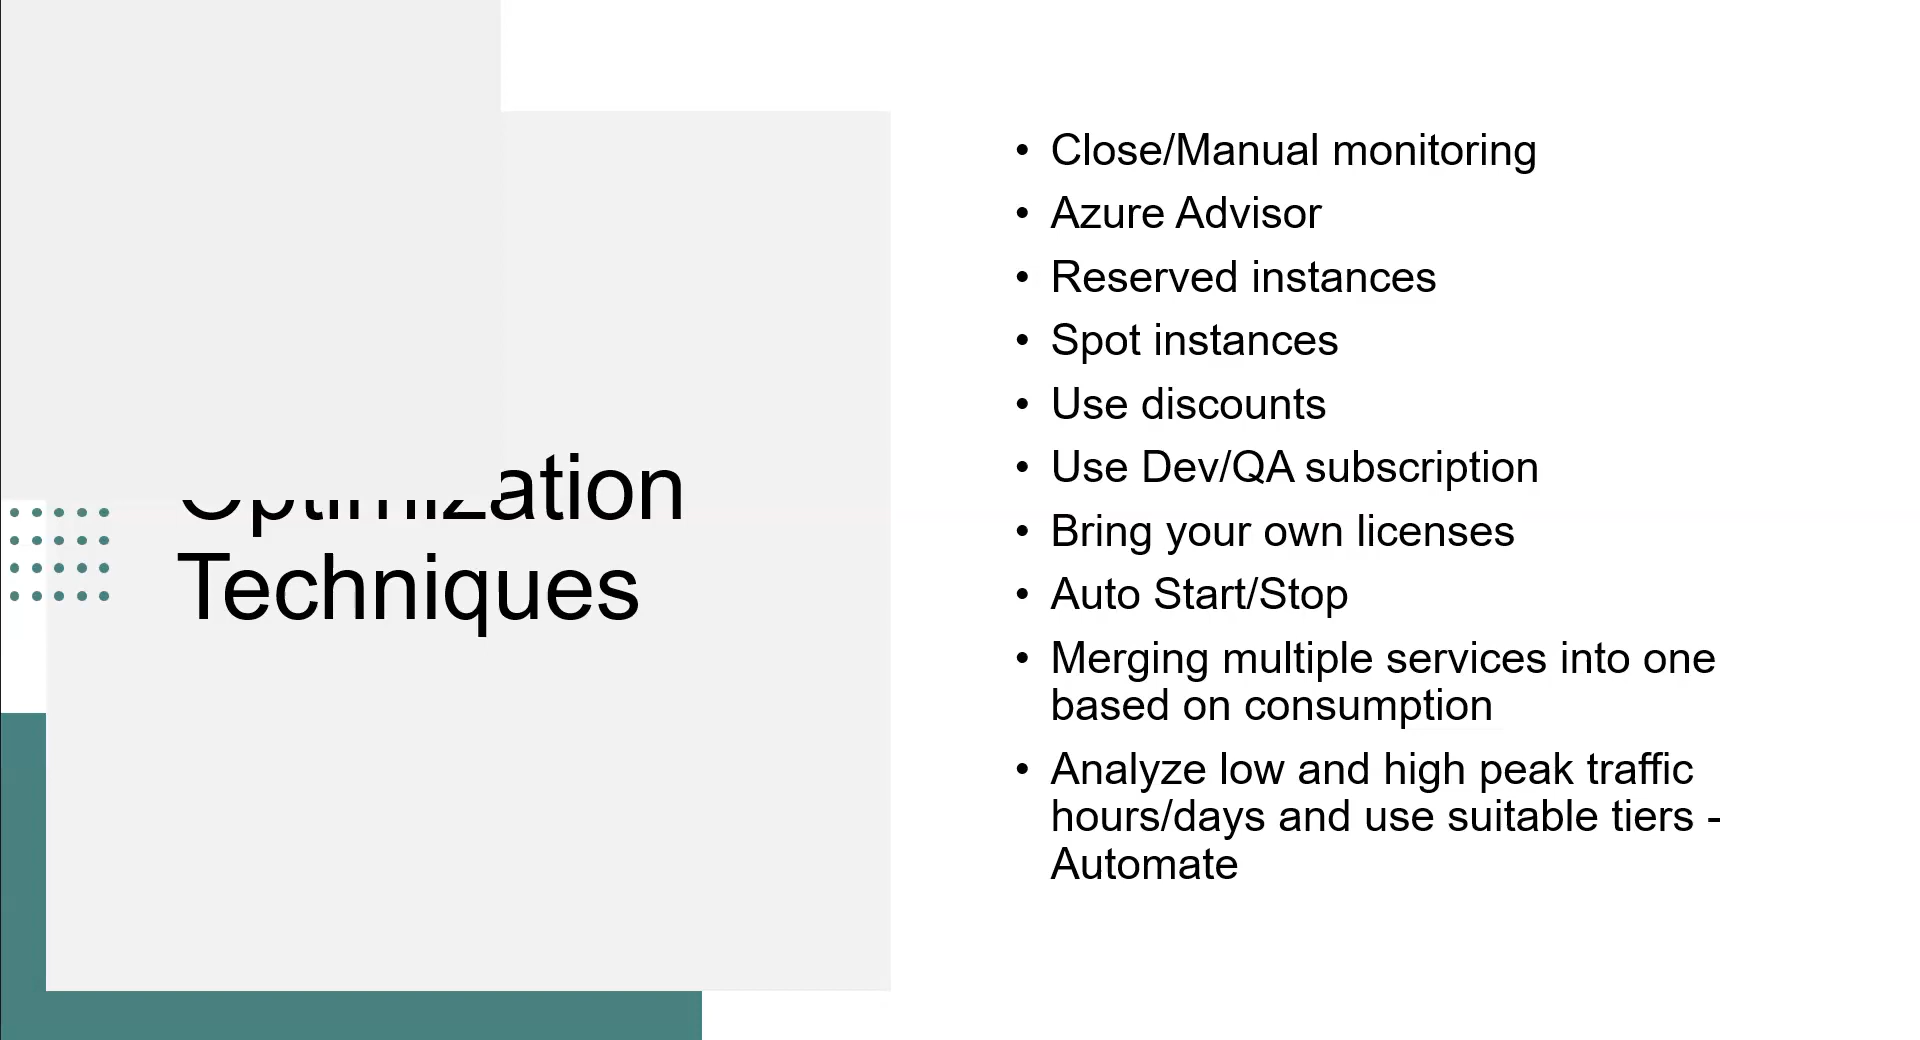 Optimization
Techniques
• Close/Manual monitoring
• Azure Advisor
• Reserved instances
• Spot instances
• Use discounts
• Use Dev/QA subscription
• Bring your own licenses
• Auto Start/Stop
• Merging multiple services into one
based on consumption
• Analyze low and high peak traffic
hours/days and use suitable tiers -
Automate